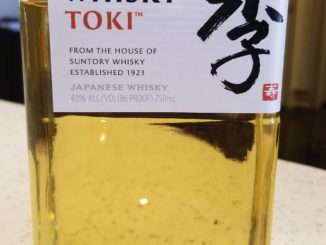 WHISKY
TOKI™
FROM THE HOUSE OF
SUNTORY WHISKY
ESTABLISHED 1923
JAPANESE WHISKY
43% ALC/VOL (86 PROOF) 750mL
季